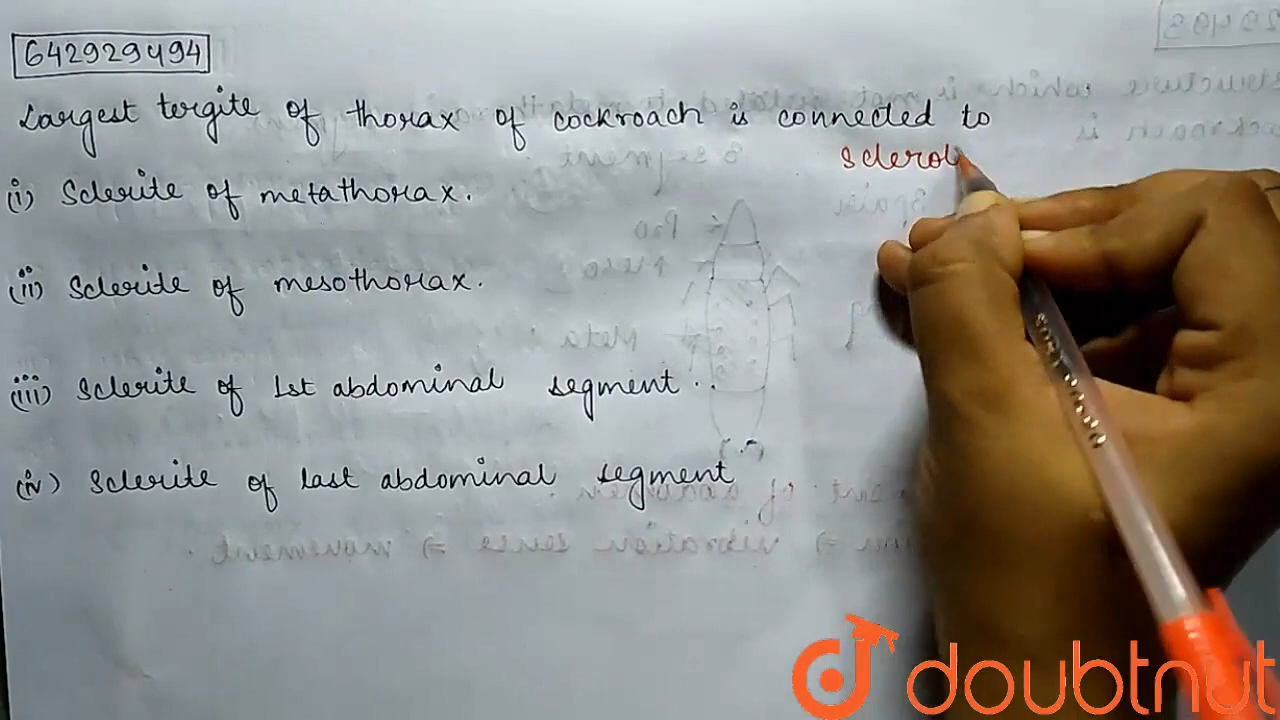 642929494
Largest tergite of thorax of cockroach is connected to
Sclerot
(i) Sclerite of metathorax.
(ii) Sclerite of mesothorax.
(iii) Sclerite of 1st abdominal segment.
(iv) Sclerite of last abdominal segment
doubtnut